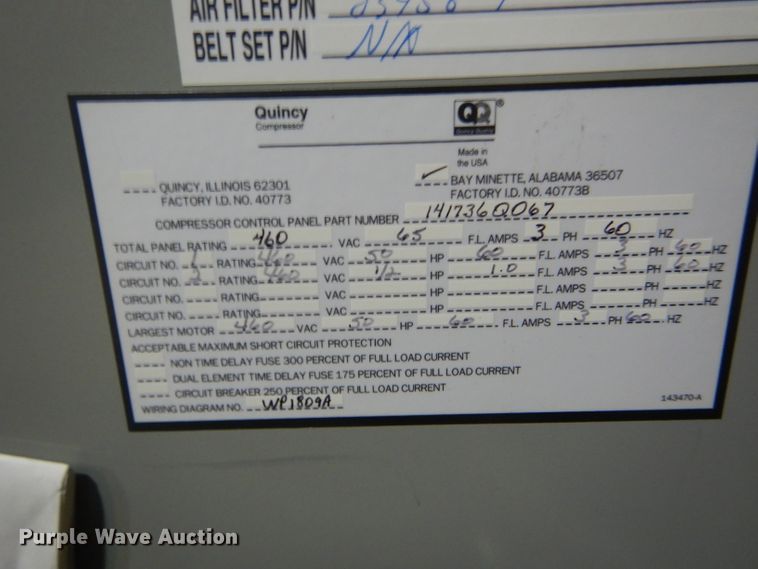 AIR FILTER P/N
BELT SET P/N N/A
Quincy
Compressor
QQ®
Quincy Quality
Made in
the USA
QUINCY, ILLINOIS 62301
FACTORY I.D. NO. 40773
✓ BAY MINETTE, ALABAMA 36507
FACTORY I.D. NO. 40773B
COMPRESSOR CONTROL PANEL PART NUMBER 141736Q067
TOTAL PANEL RATING 460 VAC 65 F.L. AMPS 3 PH 60 HZ
CIRCUIT NO. 1 RATING 460 VAC 50 HP 60 F.L. AMPS 3 PH 60 HZ
CIRCUIT NO. 2 RATING 460 VAC 1/2 HP 1.0 F.L. AMPS 3 PH 60 HZ
CIRCUIT NO. RATING VAC HP F.L. AMPS PH HZ
CIRCUIT NO. RATING VAC HP F.L. AMPS PH HZ
LARGEST MOTOR 460 VAC 50 HP 60 F.L. AMPS 3 PH 60 HZ
ACCEPTABLE MAXIMUM SHORT CIRCUIT PROTECTION
NON TIME DELAY FUSE 300 PERCENT OF FULL LOAD CURRENT
DUAL ELEMENT TIME DELAY FUSE 175 PERCENT OF FULL LOAD CURRENT
CIRCUIT BREAKER 250 PERCENT OF FULL LOAD CURRENT
WIRING DIAGRAM NO. WP1809A
143470-A
Purple Wave Auction